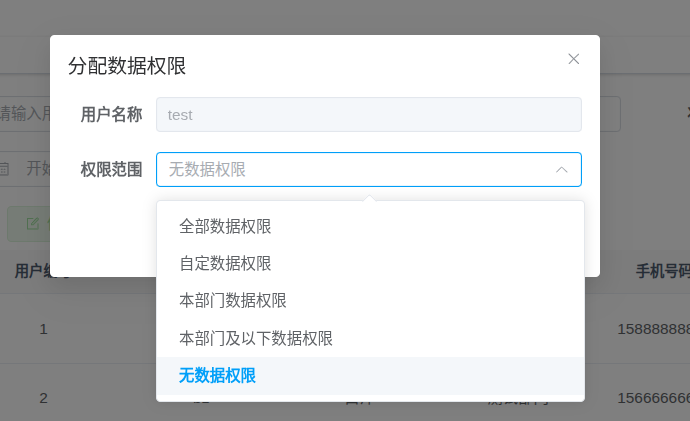 分配数据权限
请输入用
用户名称
test
权限范围
无数据权限
开始
全部数据权限
自定数据权限
本部门数据权限
本部门及以下数据权限
无数据权限
用户编号
手机号码
1
15888888
2
15666666